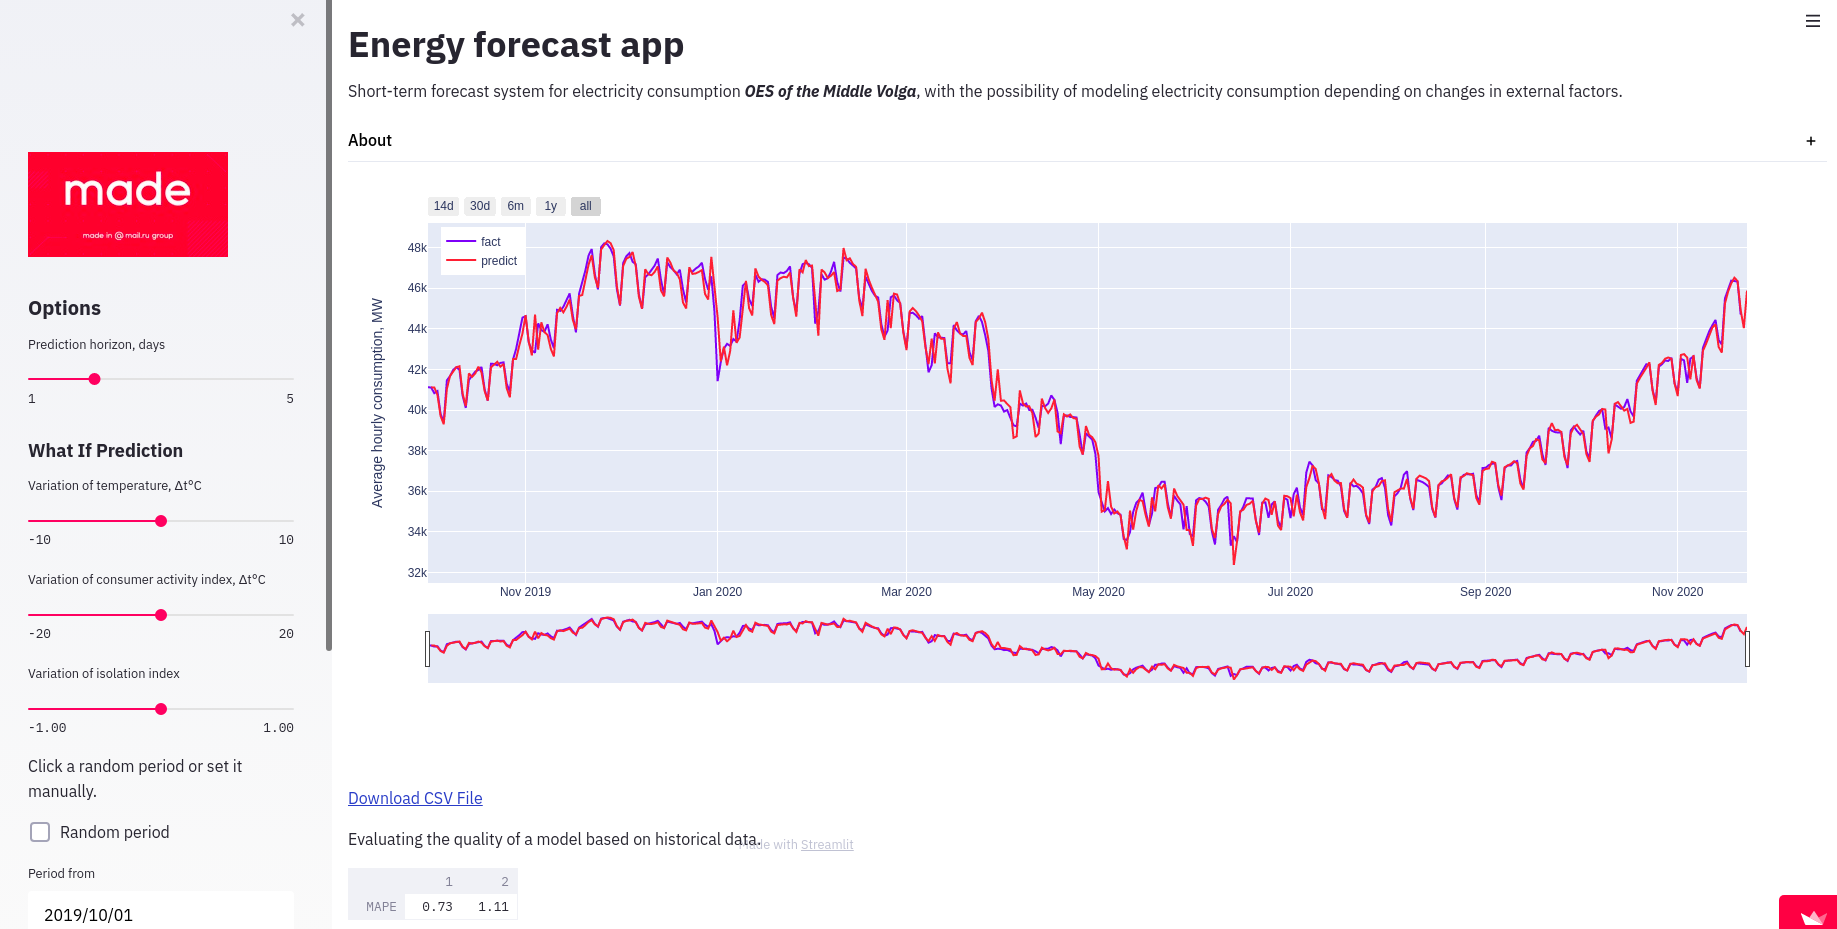 ×
made
made in @ mail.ru group
Options
Prediction horizon, days
1 5
What If Prediction
Variation of temperature, Δt°C
-10 10
Variation of consumer activity index, Δt°C
-20 20
Variation of isolation index
-1.00 1.00
Click a random period or set it
manually.
Random period
Period from
2019/10/01
Energy forecast app
Short-term forecast system for electricity consumption OES of the Middle Volga, with the possibility of modeling electricity consumption depending on changes in external factors.
About +
14d 30d 6m 1y all
fact
predict
Average hourly consumption, MW
48k
46k
44k
42k
40k
38k
36k
34k
32k
Nov 2019 Jan 2020 Mar 2020 May 2020 Jul 2020 Sep 2020 Nov 2020
Download CSV File
Evaluating the quality of a model based on historical data.
Made with Streamlit
1 2
MAPE 0.73 1.11